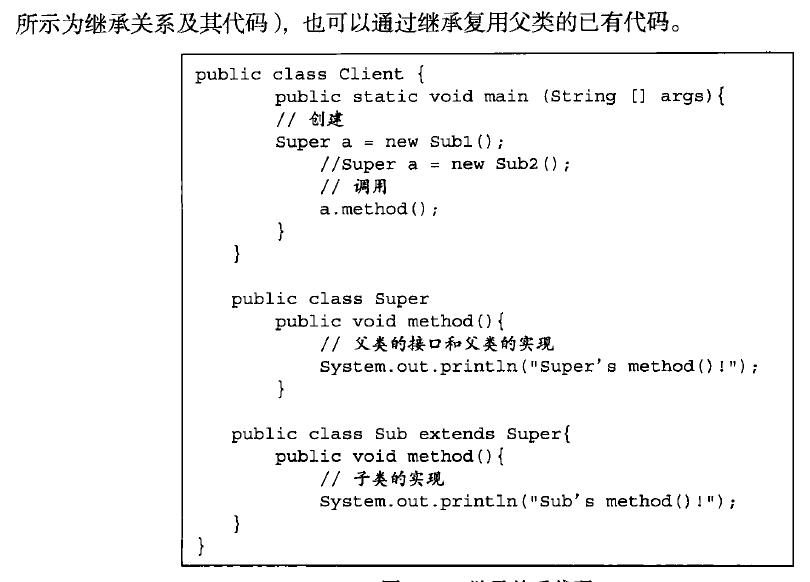 所示为继承关系及其代码），也可以通过继承复用父类的已有代码。
public class Client {
public static void main (String [] args){
// 创建
Super a = new Sub1();
//Super a = new Sub2();
// 调用
a.method();
}
}
public class Super
public void method(){
// 父类的接口和父类的实现
System.out.println("Super's method()!");
}
public class Sub extends Super{
public void method(){
// 子类的实现
System.out.println("Sub's method()!");
}
}